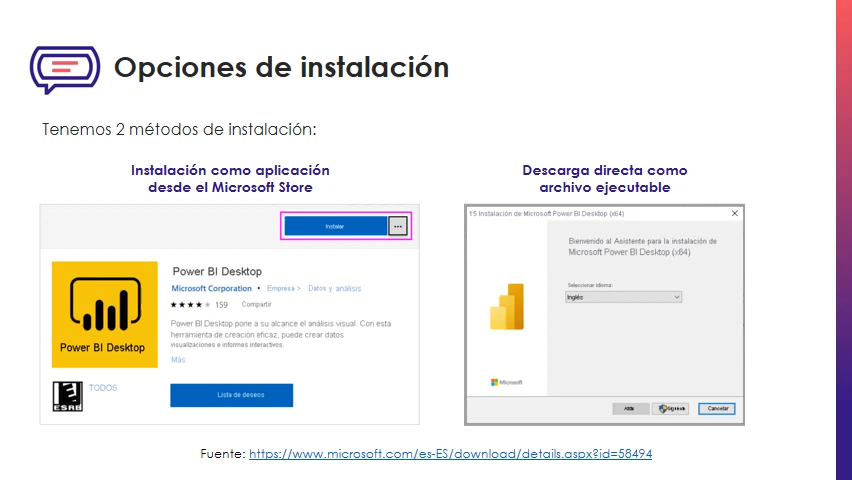 Opciones de instalación
Tenemos 2 métodos de instalación:
Instalación como aplicación
desde el Microsoft Store
Instalar
...
Power BI Desktop
Power BI Desktop
Microsoft Corporation • Empresa > Datos y análisis
159 Compartir
Power BI Desktop pone a su alcance el análisis visual. Con esta
herramienta de creación eficaz, puede crear datos
visualizaciones e informes interactivos.
Más
ESRB
TODOS
Lista de deseos
Descarga directa como
archivo ejecutable
15 Instalación de Microsoft Power BI Desktop (x64)
Bienvenido al Asistente para la instalación de
Microsoft Power BI Desktop (x64)
Seleccionar idioma:
Inglés
Microsoft
Atrás
Cancelar
Fuente: https://www.microsoft.com/es-ES/download/details.aspx?id=58494